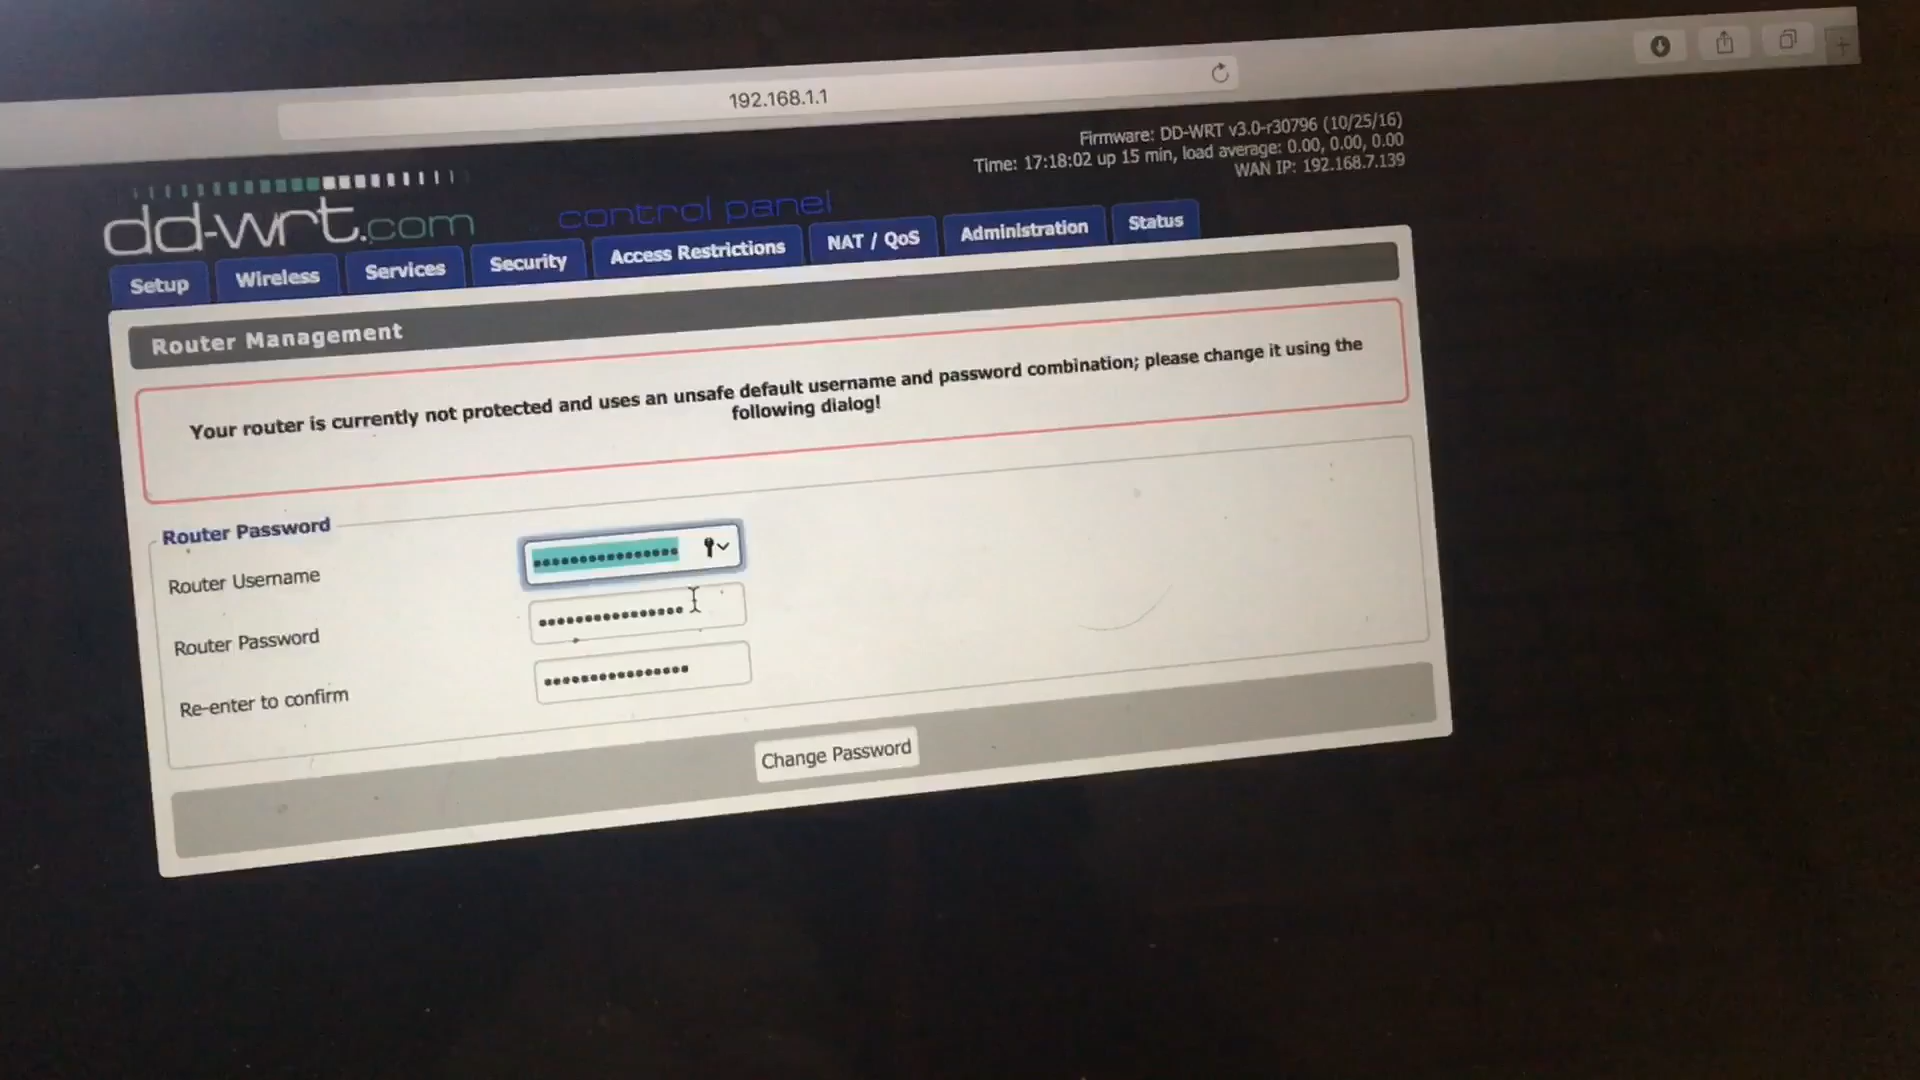 192.168.1.1
Firmware: DD-WRT v3.0-r30796 (10/25/16)
Time: 17:18:02 up 15 min, load average: 0.00, 0.00, 0.00
WAN IP: 192.168.7.139
dd-wrt.com control panel
Setup Wireless Services Security Access Restrictions NAT / QoS Administration Status
Router Management
Your router is currently not protected and uses an unsafe default username and password combination; please change it using the
following dialog!
Router Password
Router Username ••••••••••••••••
Router Password ••••••••••••••••
Re-enter to confirm ••••••••••••••••
Change Password